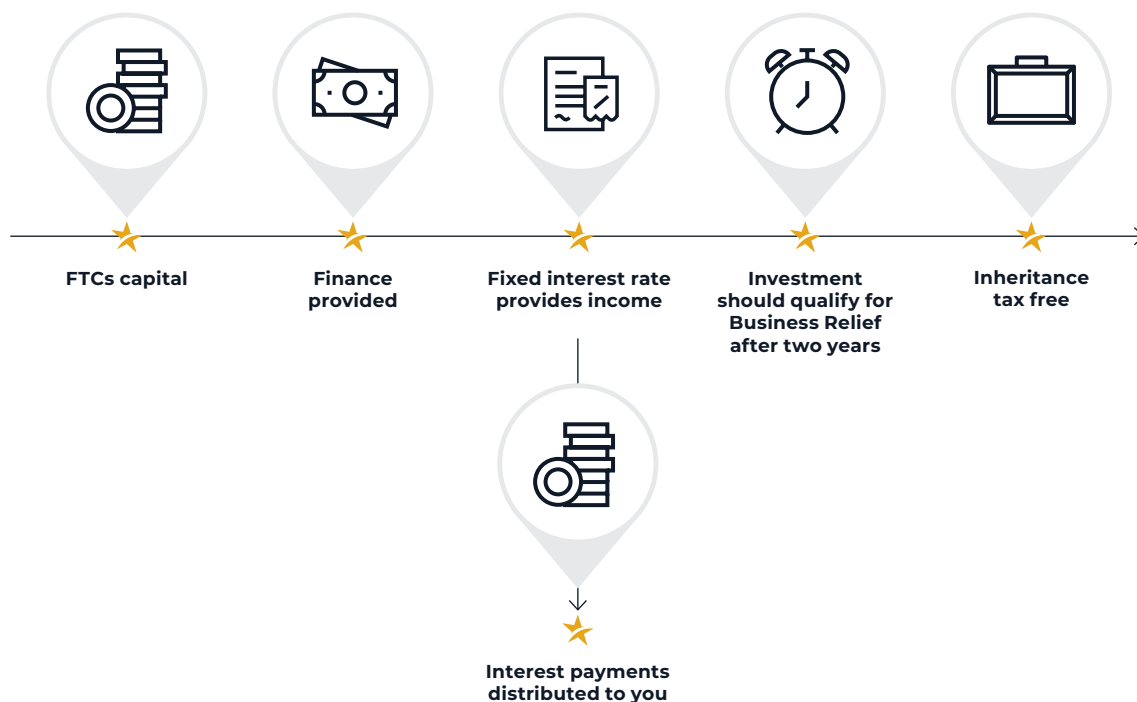 FTCs capital
Finance
provided
Fixed interest rate
provides income
Investment
should qualify for
Business Relief
after two years
Inheritance
tax free
Interest payments
distributed to you